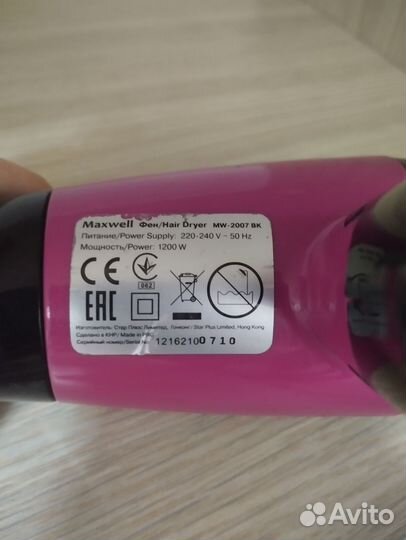 Maxwell Фен/Hair Dryer MW-2007 BK
Питание/Power Supply: 220-240 V ~ 50 Hz
Мощность/Power: 1200 W
CE
062
EAC
Изготовитель: Стар Плюс Лимитед, Гонконг/ Star Plus Limited, Hong Kong
Сделано в КНР/ Made in PRC
Серийный номер/Serial No 12162100710
Avito